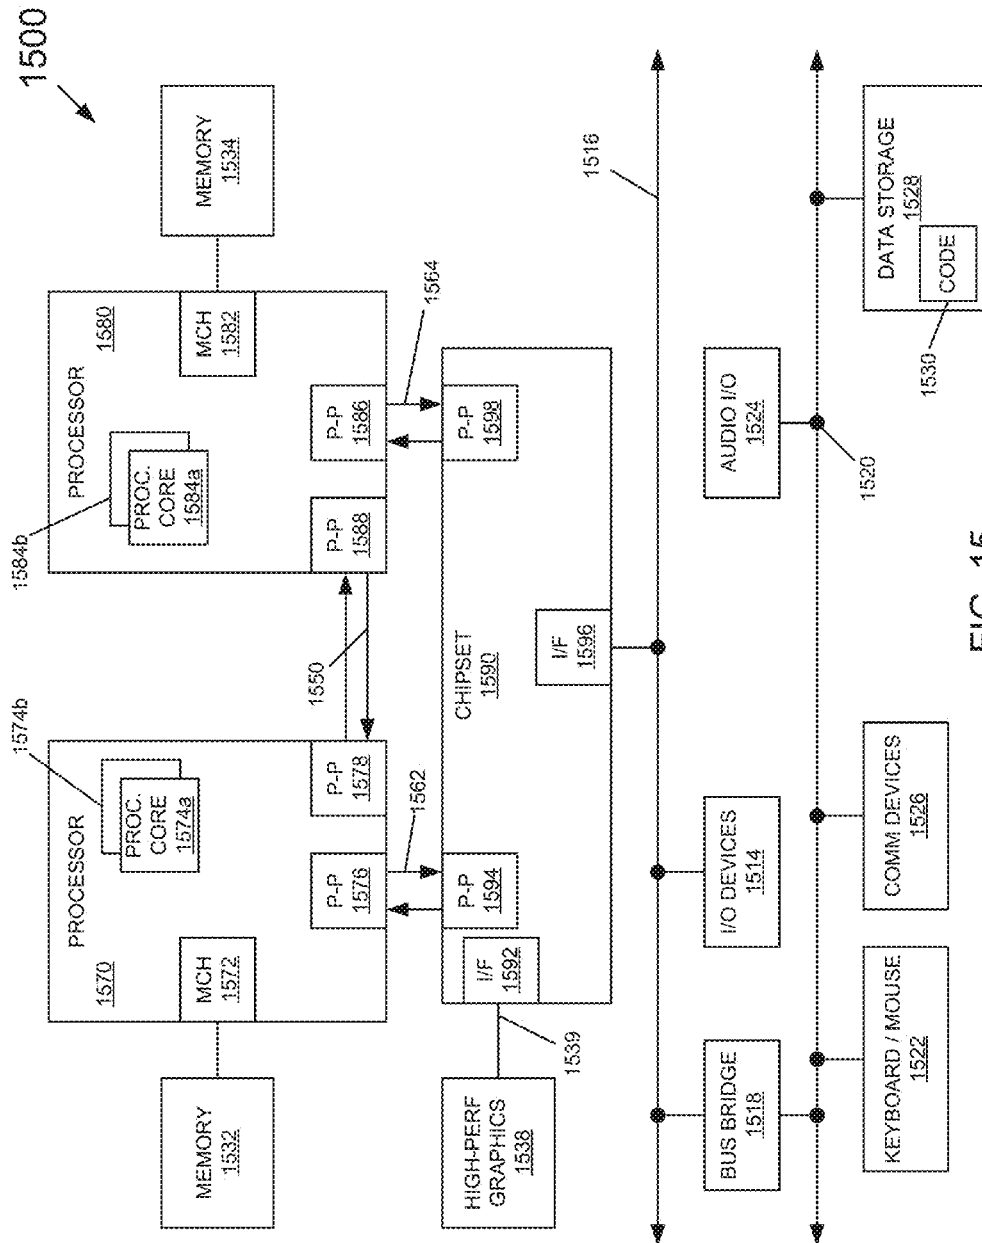 1500
1574b
1584b
PROCESSOR
PROCESSOR
1570
PROC.
CORE
1574a
PROC.
CORE
1584a
1580
MEMORY
1532
MCH
1572
MCH
1582
MEMORY
1534
P-P
1576
P-P
1578
1550
P-P
1588
P-P
1586
1562
1564
HIGH-PERF
GRAPHICS
1538
1539
I/F
1592
P-P
1594
CHIPSET
1590
P-P
1598
I/F
1596
1516
BUS BRIDGE
1518
I/O DEVICES
1514
AUDIO I/O
1524
1520
KEYBOARD / MOUSE
1522
COMM DEVICES
1526
DATA STORAGE
1528
CODE
1530
FIG. 15